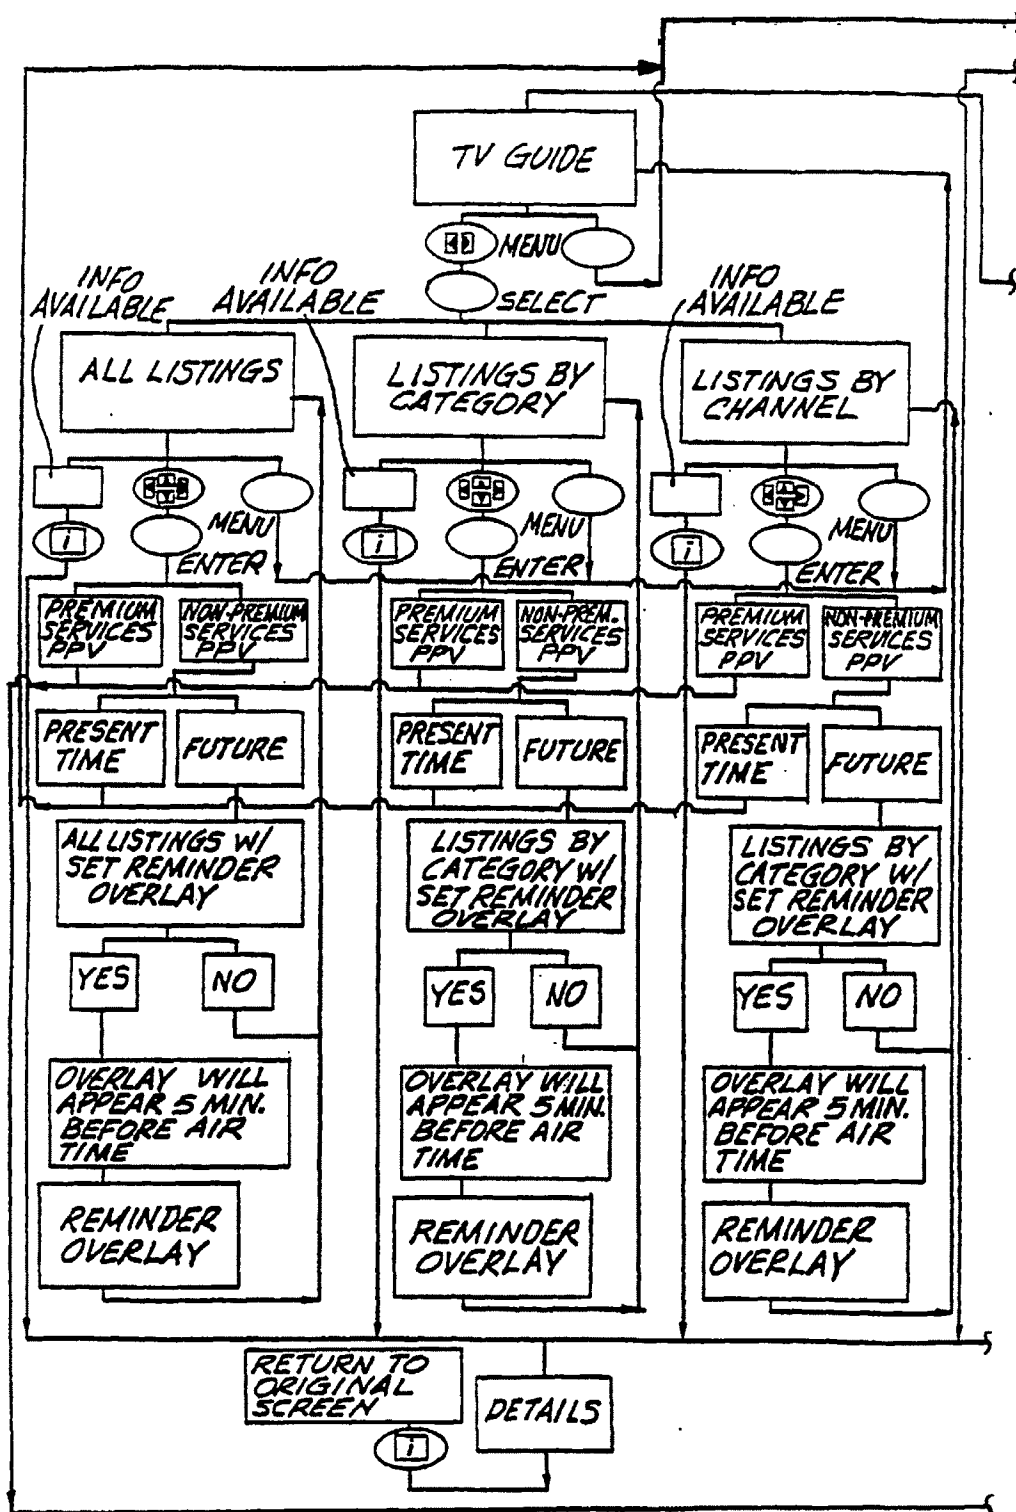 TV GUIDE
MENU
SELECT
INFO
AVAILABLE
INFO
AVAILABLE
INFO
AVAILABLE
ALL LISTINGS
LISTINGS BY
CATEGORY
LISTINGS BY
CHANNEL
i
MENU
ENTER
i
MENU
ENTER
i
MENU
ENTER
PREMIUM
SERVICES
PPV
NON-PREMIUM
SERVICES
PPV
PREMIUM
SERVICES
PPV
NON-PREM.
SERVICES
PPV
PREMIUM
SERVICES
PPV
NON-PREMIUM
SERVICES
PPV
PRESENT
TIME
FUTURE
PRESENT
TIME
FUTURE
PRESENT
TIME
FUTURE
ALL LISTINGS W/
SET REMINDER
OVERLAY
LISTINGS BY
CATEGORY W/
SET REMINDER
OVERLAY
LISTINGS BY
CATEGORY W/
SET REMINDER
OVERLAY
YES
NO
YES
NO
YES
NO
OVERLAY WILL
APPEAR 5 MIN.
BEFORE AIR
TIME
OVERLAY WILL
APPEAR 5 MIN.
BEFORE AIR
TIME
OVERLAY WILL
APPEAR 5 MIN.
BEFORE AIR
TIME
REMINDER
OVERLAY
REMINDER
OVERLAY
REMINDER
OVERLAY
RETURN TO
ORIGINAL
SCREEN
i
DETAILS